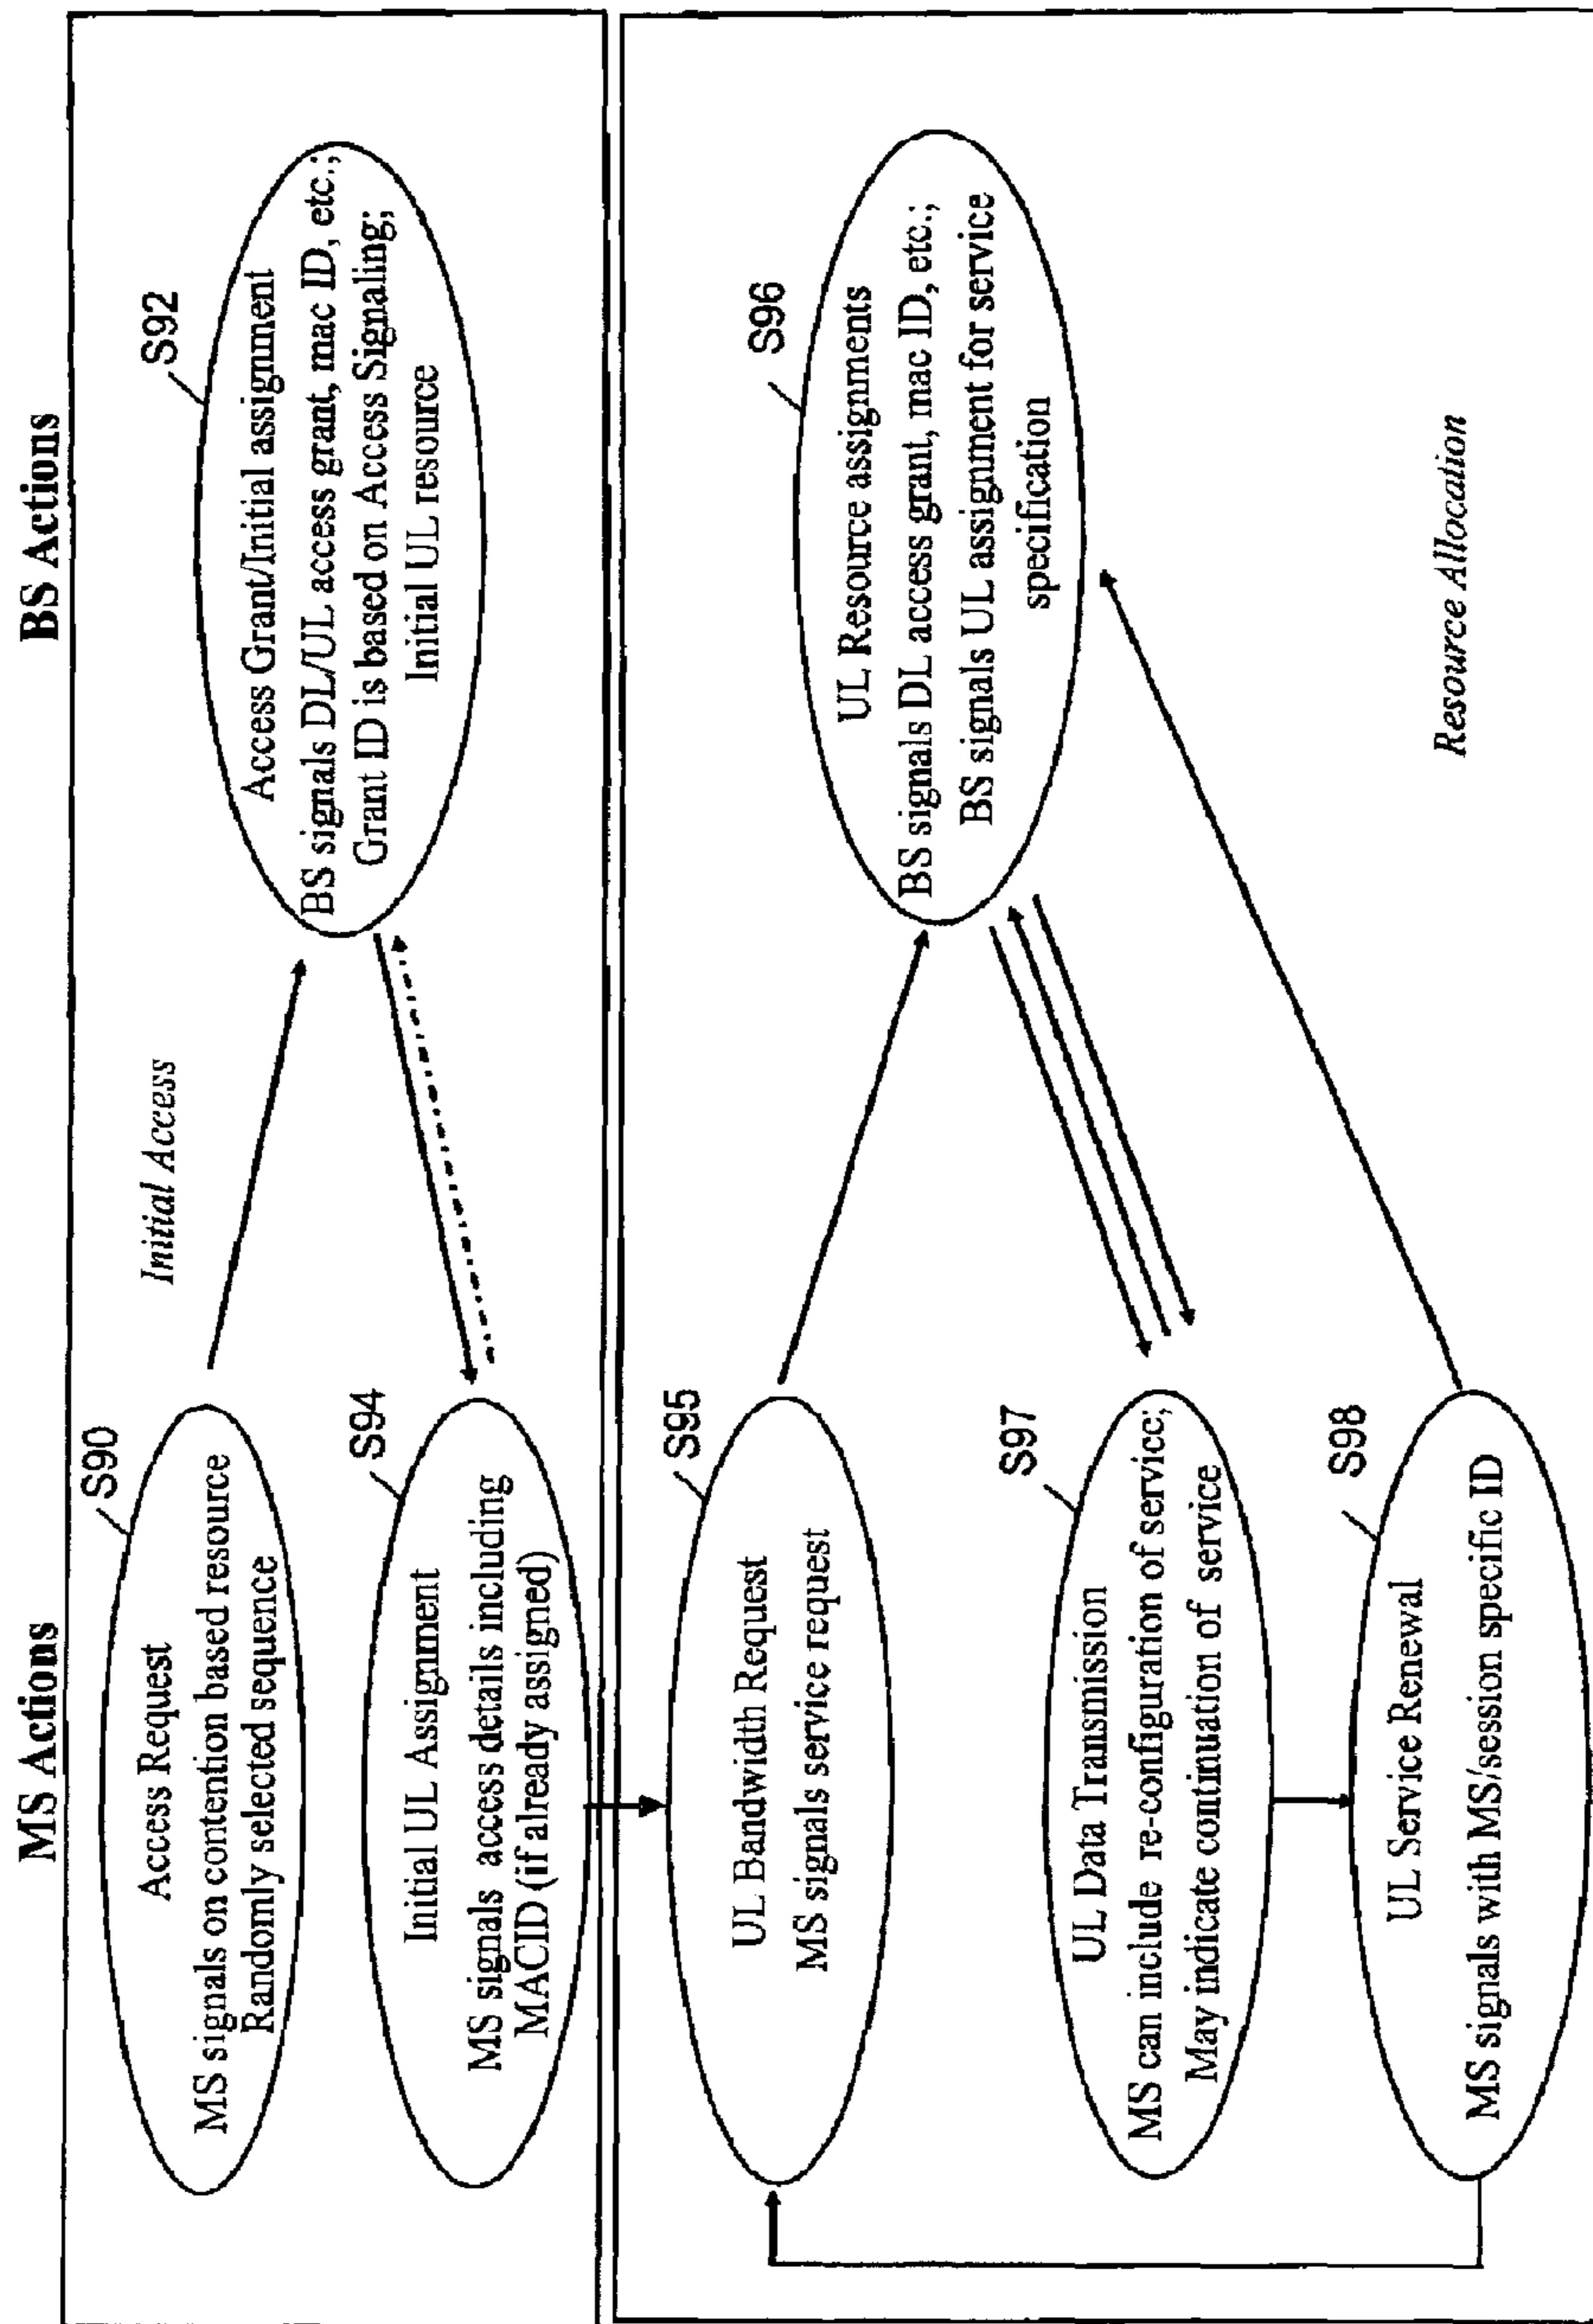 MS Actions
BS Actions
Initial Access
S90
Access Request
MS signals on contention based resource
Randomly selected sequence
S92
Access Grant/Initial assignment
BS signals DL/UL access grant, mac ID, etc.;
Grant ID is based on Access Signaling;
Initial UL resource
S94
Initial UL Assignment
MS signals access details including
MACID (if already assigned)
S95
UL Bandwidth Request
MS signals service request
S96
UL Resource assignments
BS signals DL access grant, mac ID, etc.;
BS signals UL assignment for service
specification
S97
UL Data Transmission
MS can include re-configuration of service;
May indicate continuation of service
S98
UL Service Renewal
MS signals with MS/session specific ID
Resource Allocation